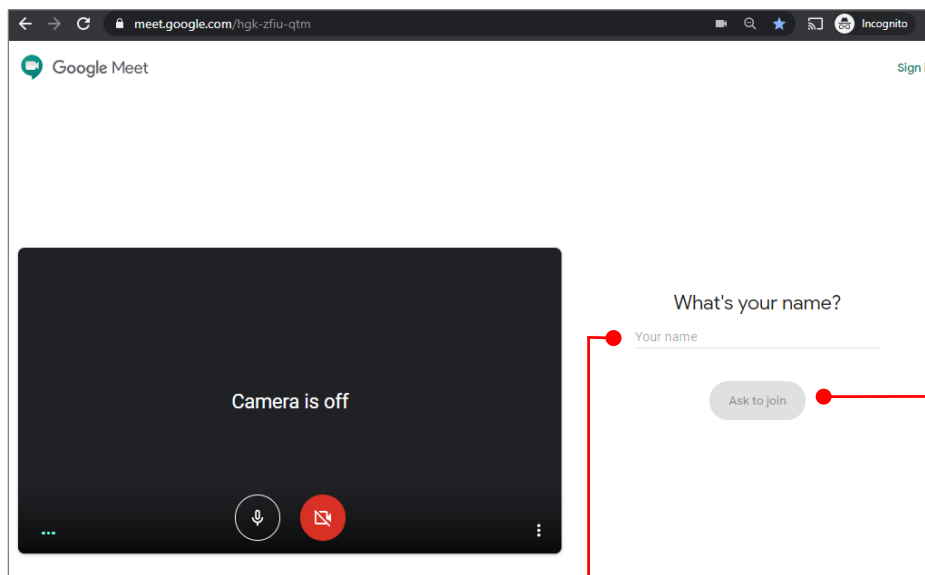 meet.google.com/hgk-zfiu-qtm
Incognito
Google Meet
Sign i
What's your name?
Your name
Camera is off
Ask to join